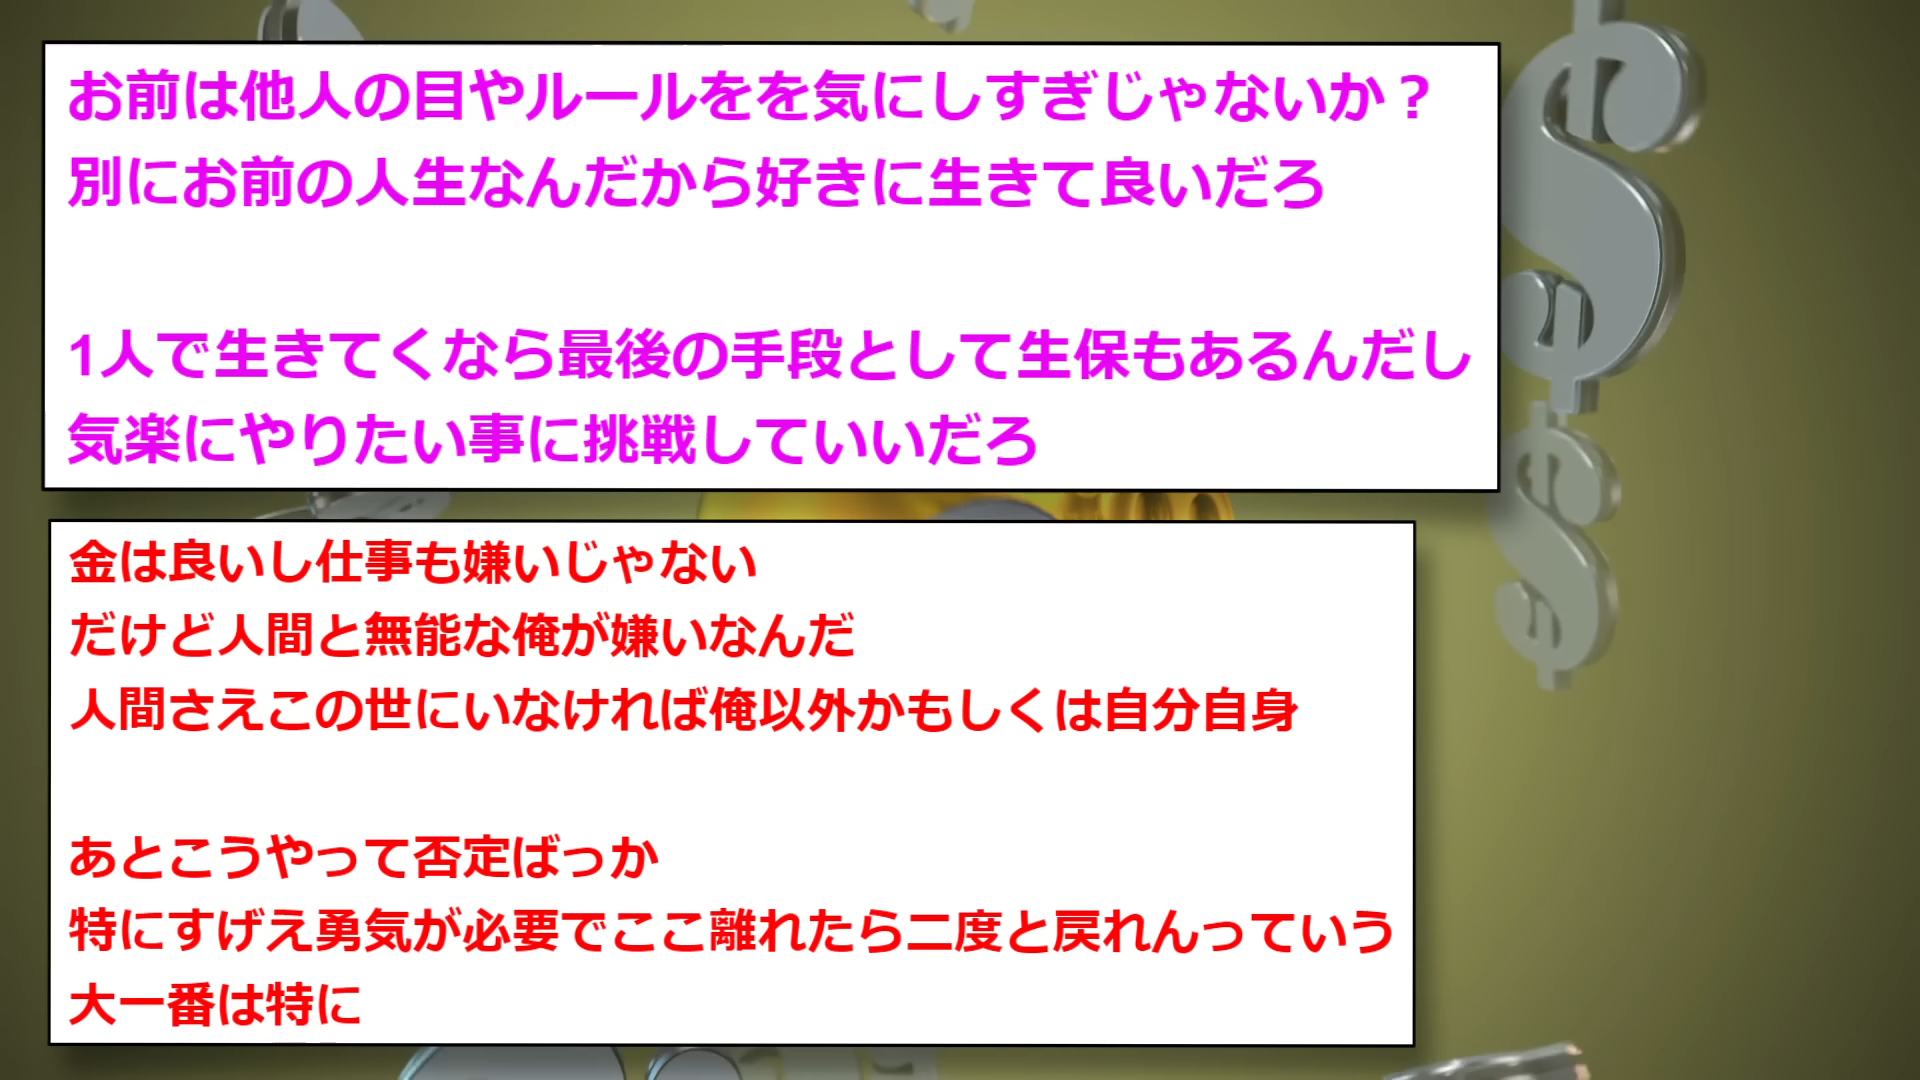 お前は他人の目やルールをを気にしすぎじゃないか？
別にお前の人生なんだから好きに生きて良いだろ
1人で生きてくなら最後の手段として生保もあるんだし
気楽にやりたい事に挑戦していいだろ
金は良いし仕事も嫌いじゃない
だけど人間と無能な俺が嫌いなんだ
人間さえこの世にいなければ俺以外かもしくは自分自身
あとこうやって否定ばっか
特にすげえ勇気が必要でここ離れたら二度と戻れんっていう
大一番は特に